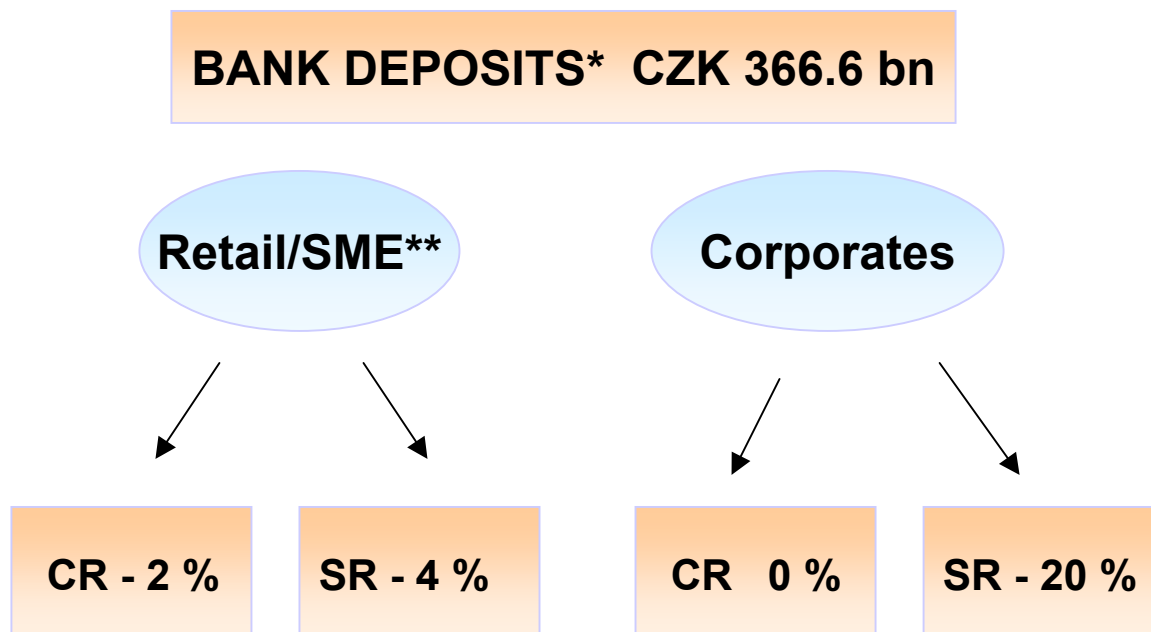 BANK DEPOSITS* CZK 366.6 bn
Retail/SME**
Corporates
CR - 2 %
SR - 4 %
CR 0 %
SR - 20 %